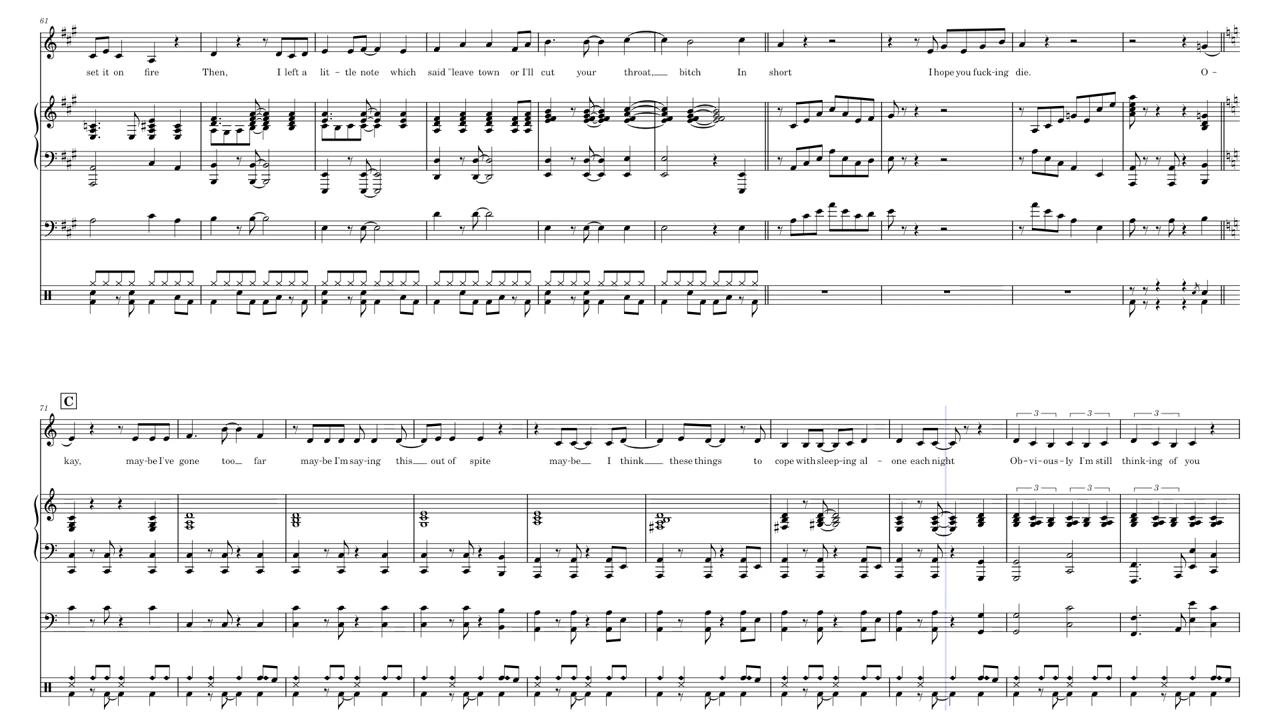 61
set it on fire Then, I left a lit - tle note which said "leave town or I'll cut your throat, bitch In short I hope you fuck-ing die. O -
71
C
3 3 3
kay, may-be I've gone too far may-be I'm say-ing this out of spite may-be I think these things to cope with sleep-ing al - one each night Ob-vi-ous-ly I'm still think-ing of you
3 3 3